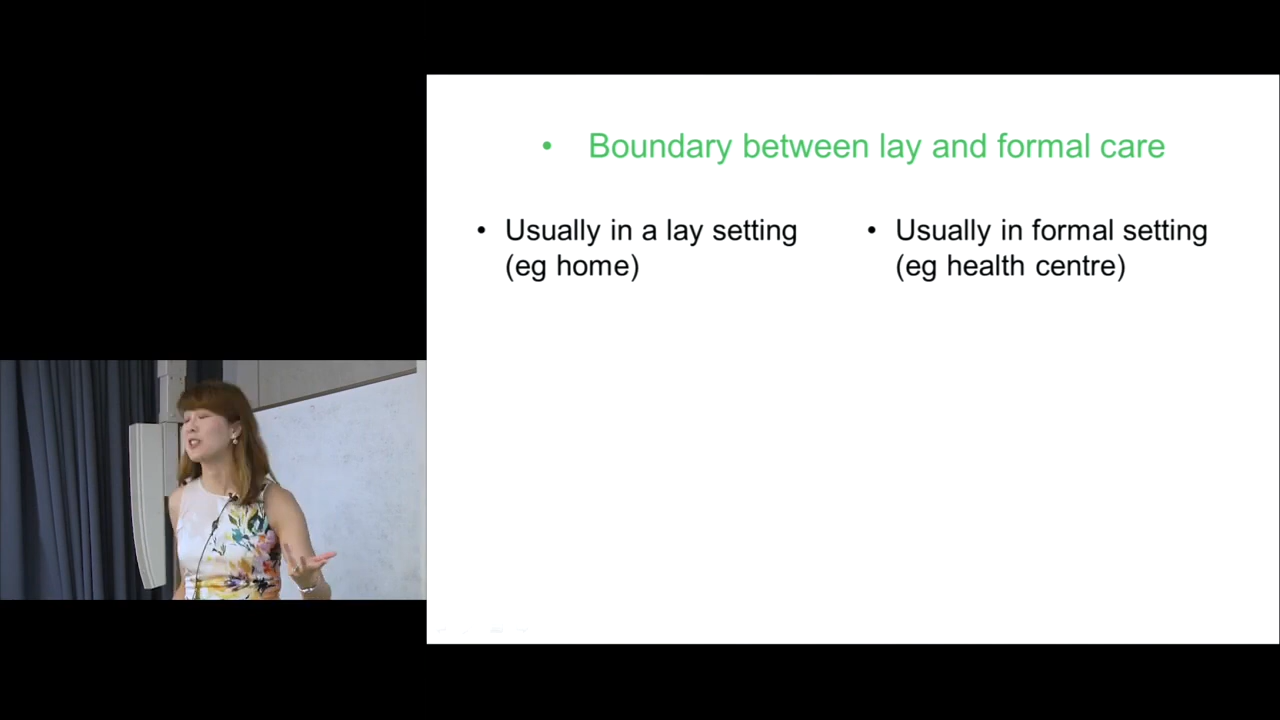 • Boundary between lay and formal care
• Usually in a lay setting
(eg home)
• Usually in formal setting
(eg health centre)